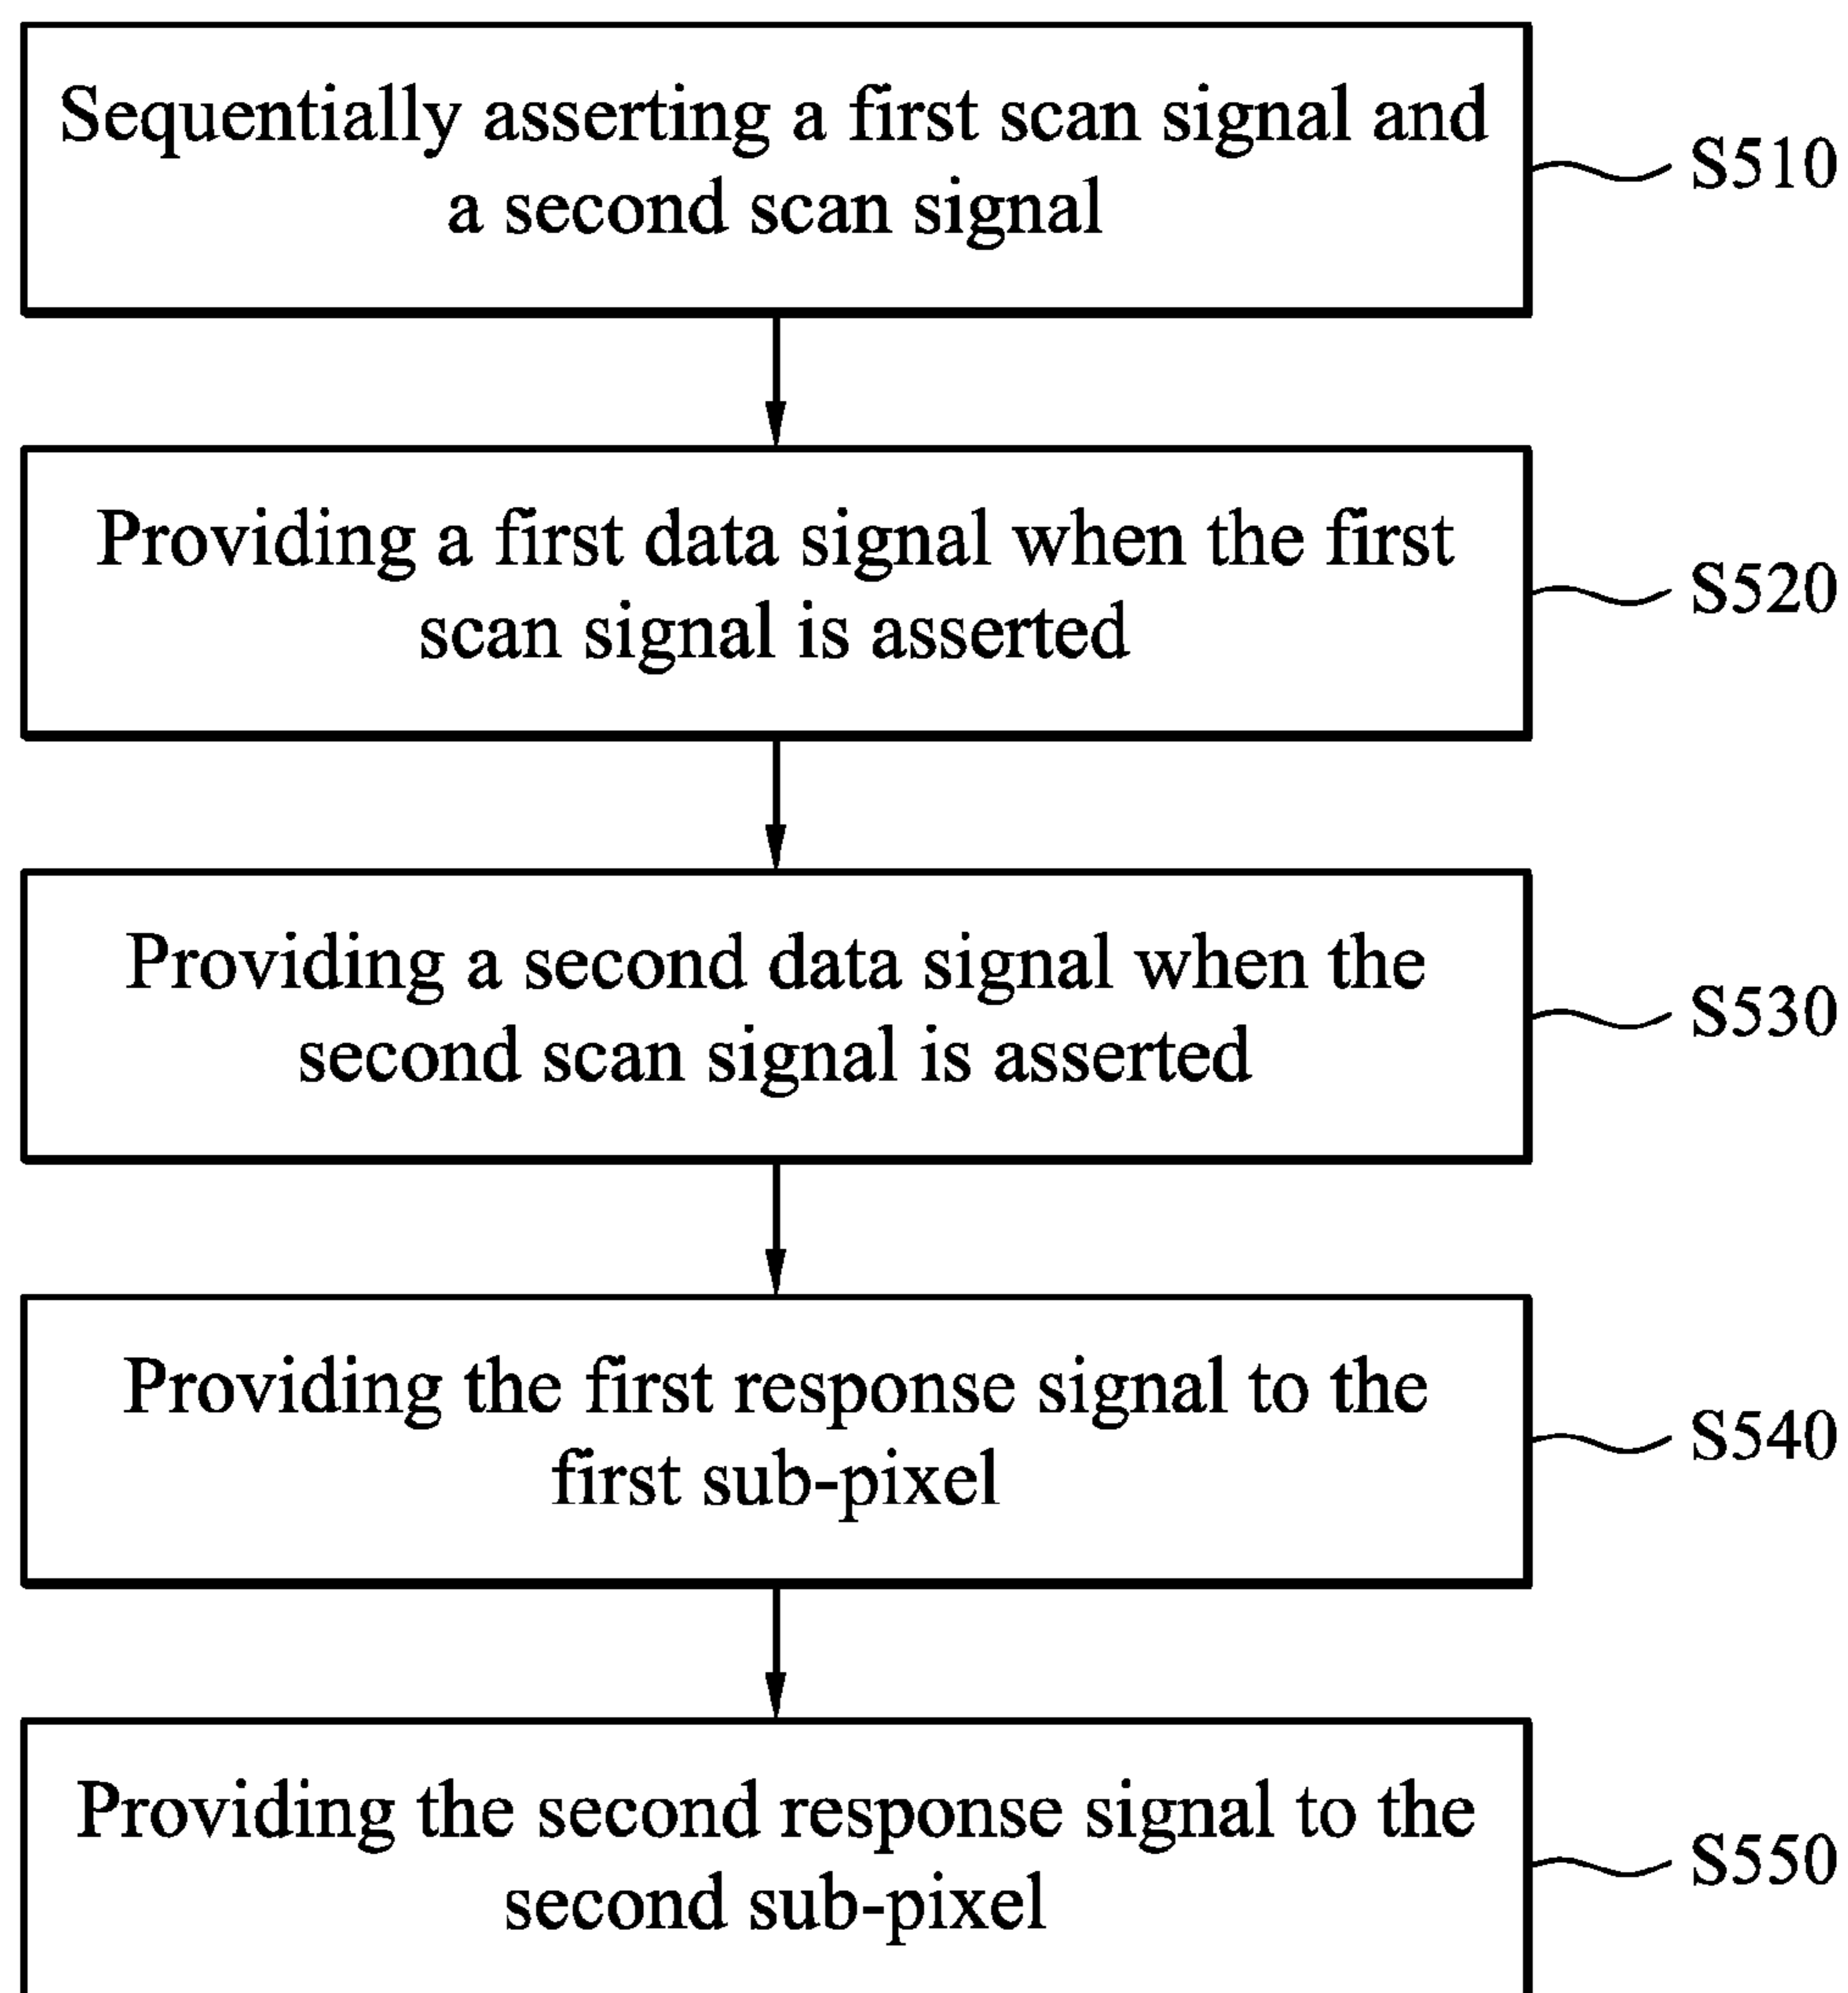 Sequentially asserting a first scan signal and
a second scan signal
S510
Providing a first data signal when the first
scan signal is asserted
S520
Providing a second data signal when the
second scan signal is asserted
S530
Providing the first response signal to the
first sub-pixel
S540
Providing the second response signal to the
second sub-pixel
S550